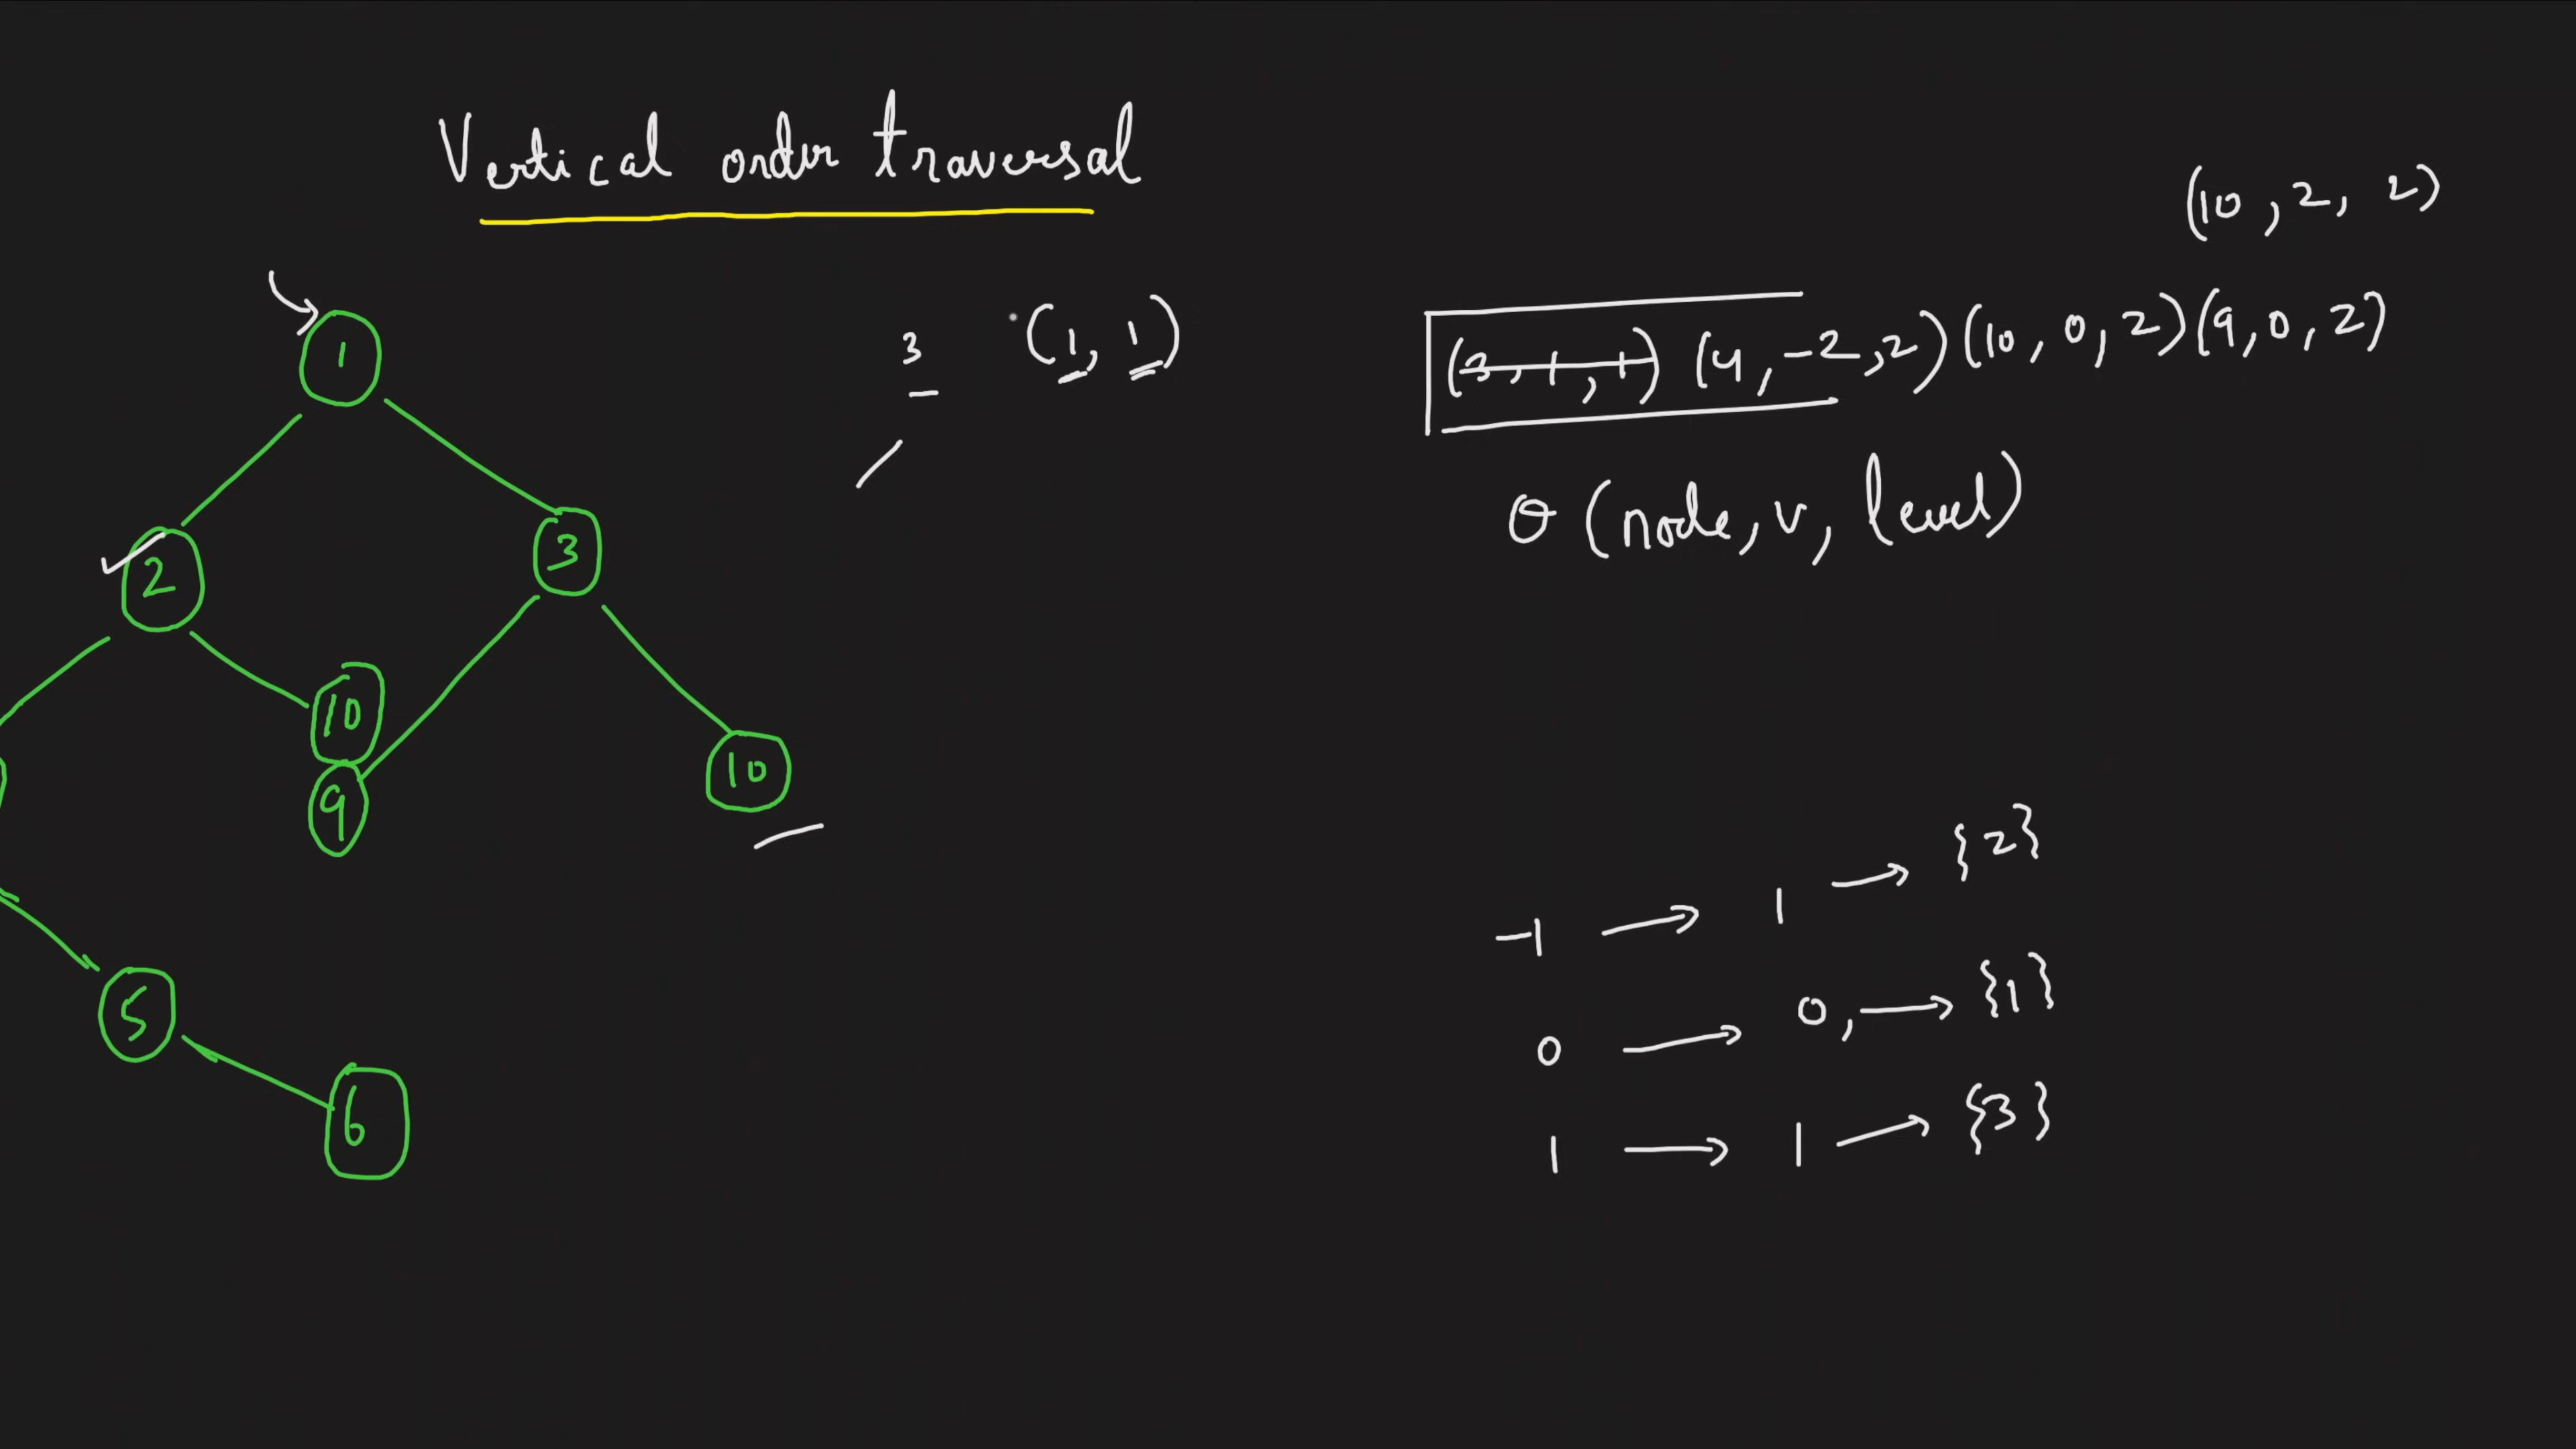 Vertical order traversal
(10, 2, 2)
1
3 (1, 1)
(3, 1, 1) (4, -2, 2) (10, 0, 2) (9, 0, 2)
(node, v, level)
2
3
10
9
10
-1 → 1 → {2}
0 → 0, → {1}
1 → 1 → {3}
5
6